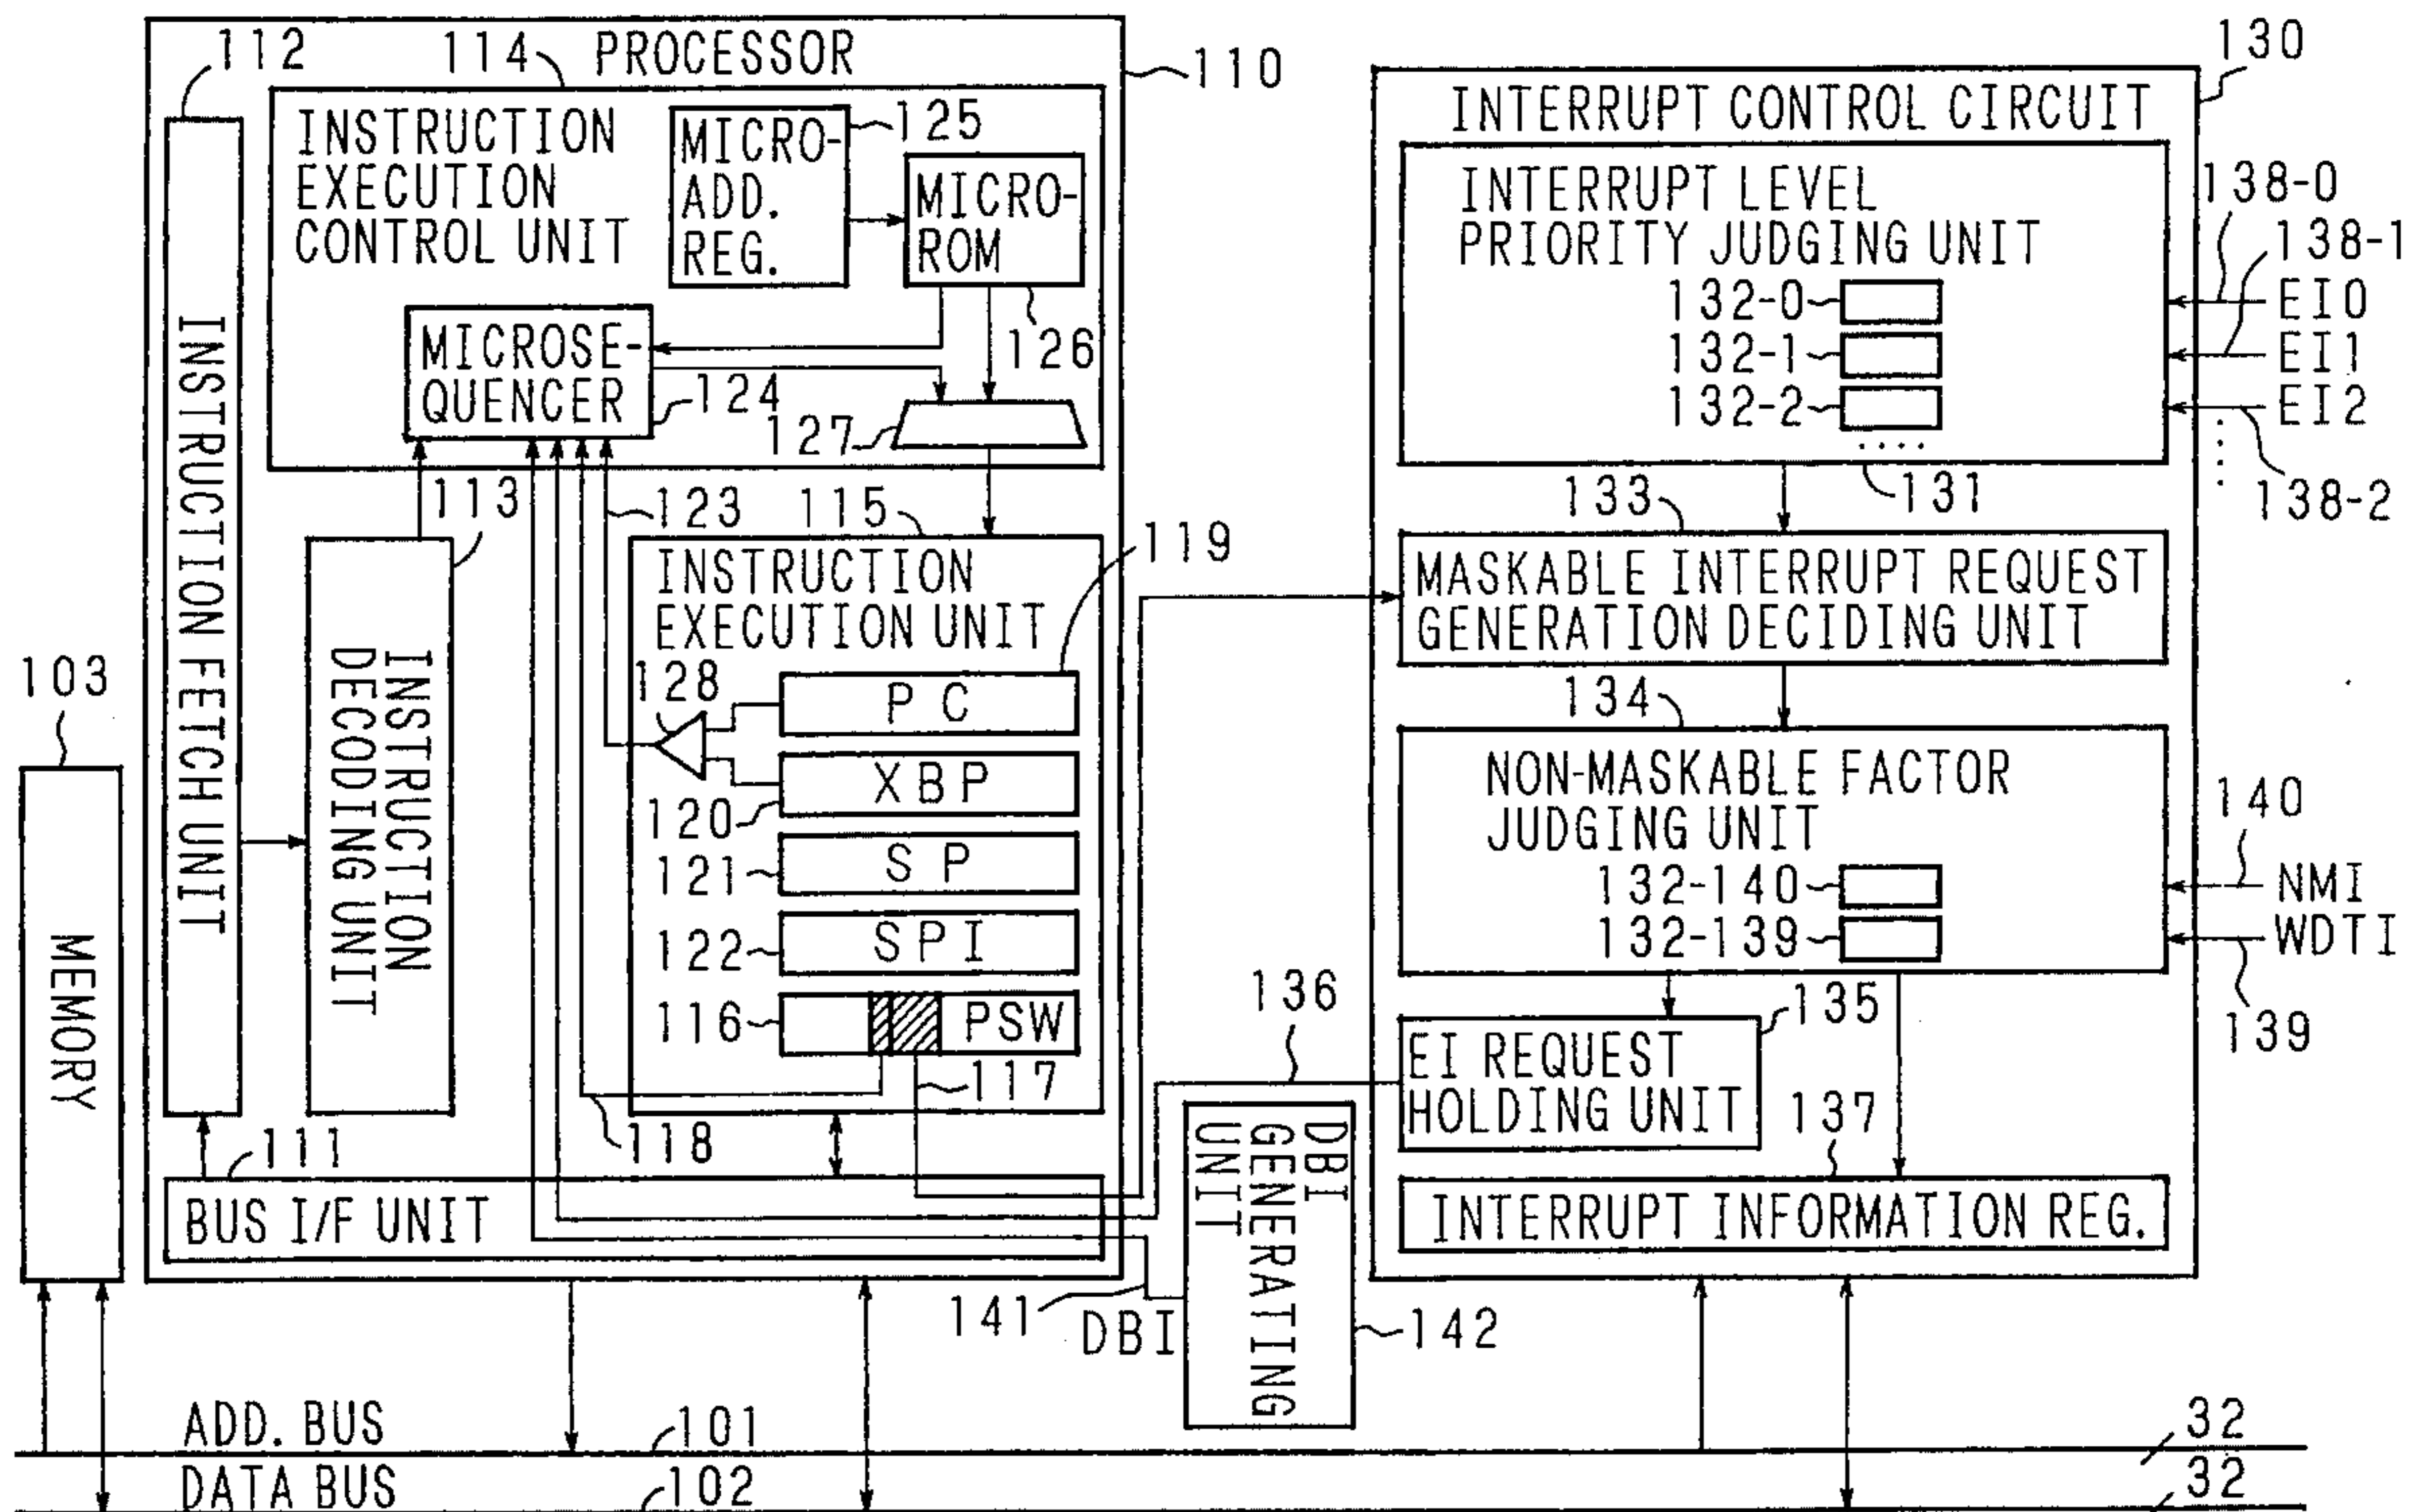 112
114
PROCESSOR
110
INSTRUCTION
EXECUTION
CONTROL UNIT
MICRO-
ADD.
REG.
125
MICRO-
ROM
126
MICROSE-
QUENCER
124
127
INSTRUCTION FETCH UNIT
113
INSTRUCTION
DECODING UNIT
123
115
119
INSTRUCTION
EXECUTION UNIT
128
PC
XBP
120
121
SP
122
SPI
116
PSW
117
118
111
BUS I/F UNIT
103
MEMORY
130
INTERRUPT CONTROL CIRCUIT
INTERRUPT LEVEL
PRIORITY JUDGING UNIT
132-0
132-1
132-2
....
131
138-0
138-1
EI0
EI1
EI2
138-2
133
MASKABLE INTERRUPT REQUEST
GENERATION DECIDING UNIT
134
NON-MASKABLE FACTOR
JUDGING UNIT
132-140
132-139
140
NMI
WDTI
139
136
135
EI REQUEST
HOLDING UNIT
137
INTERRUPT INFORMATION REG.
DBI
GENERATING
UNIT
141
DBI
142
ADD. BUS
101
32
DATA BUS
102
32